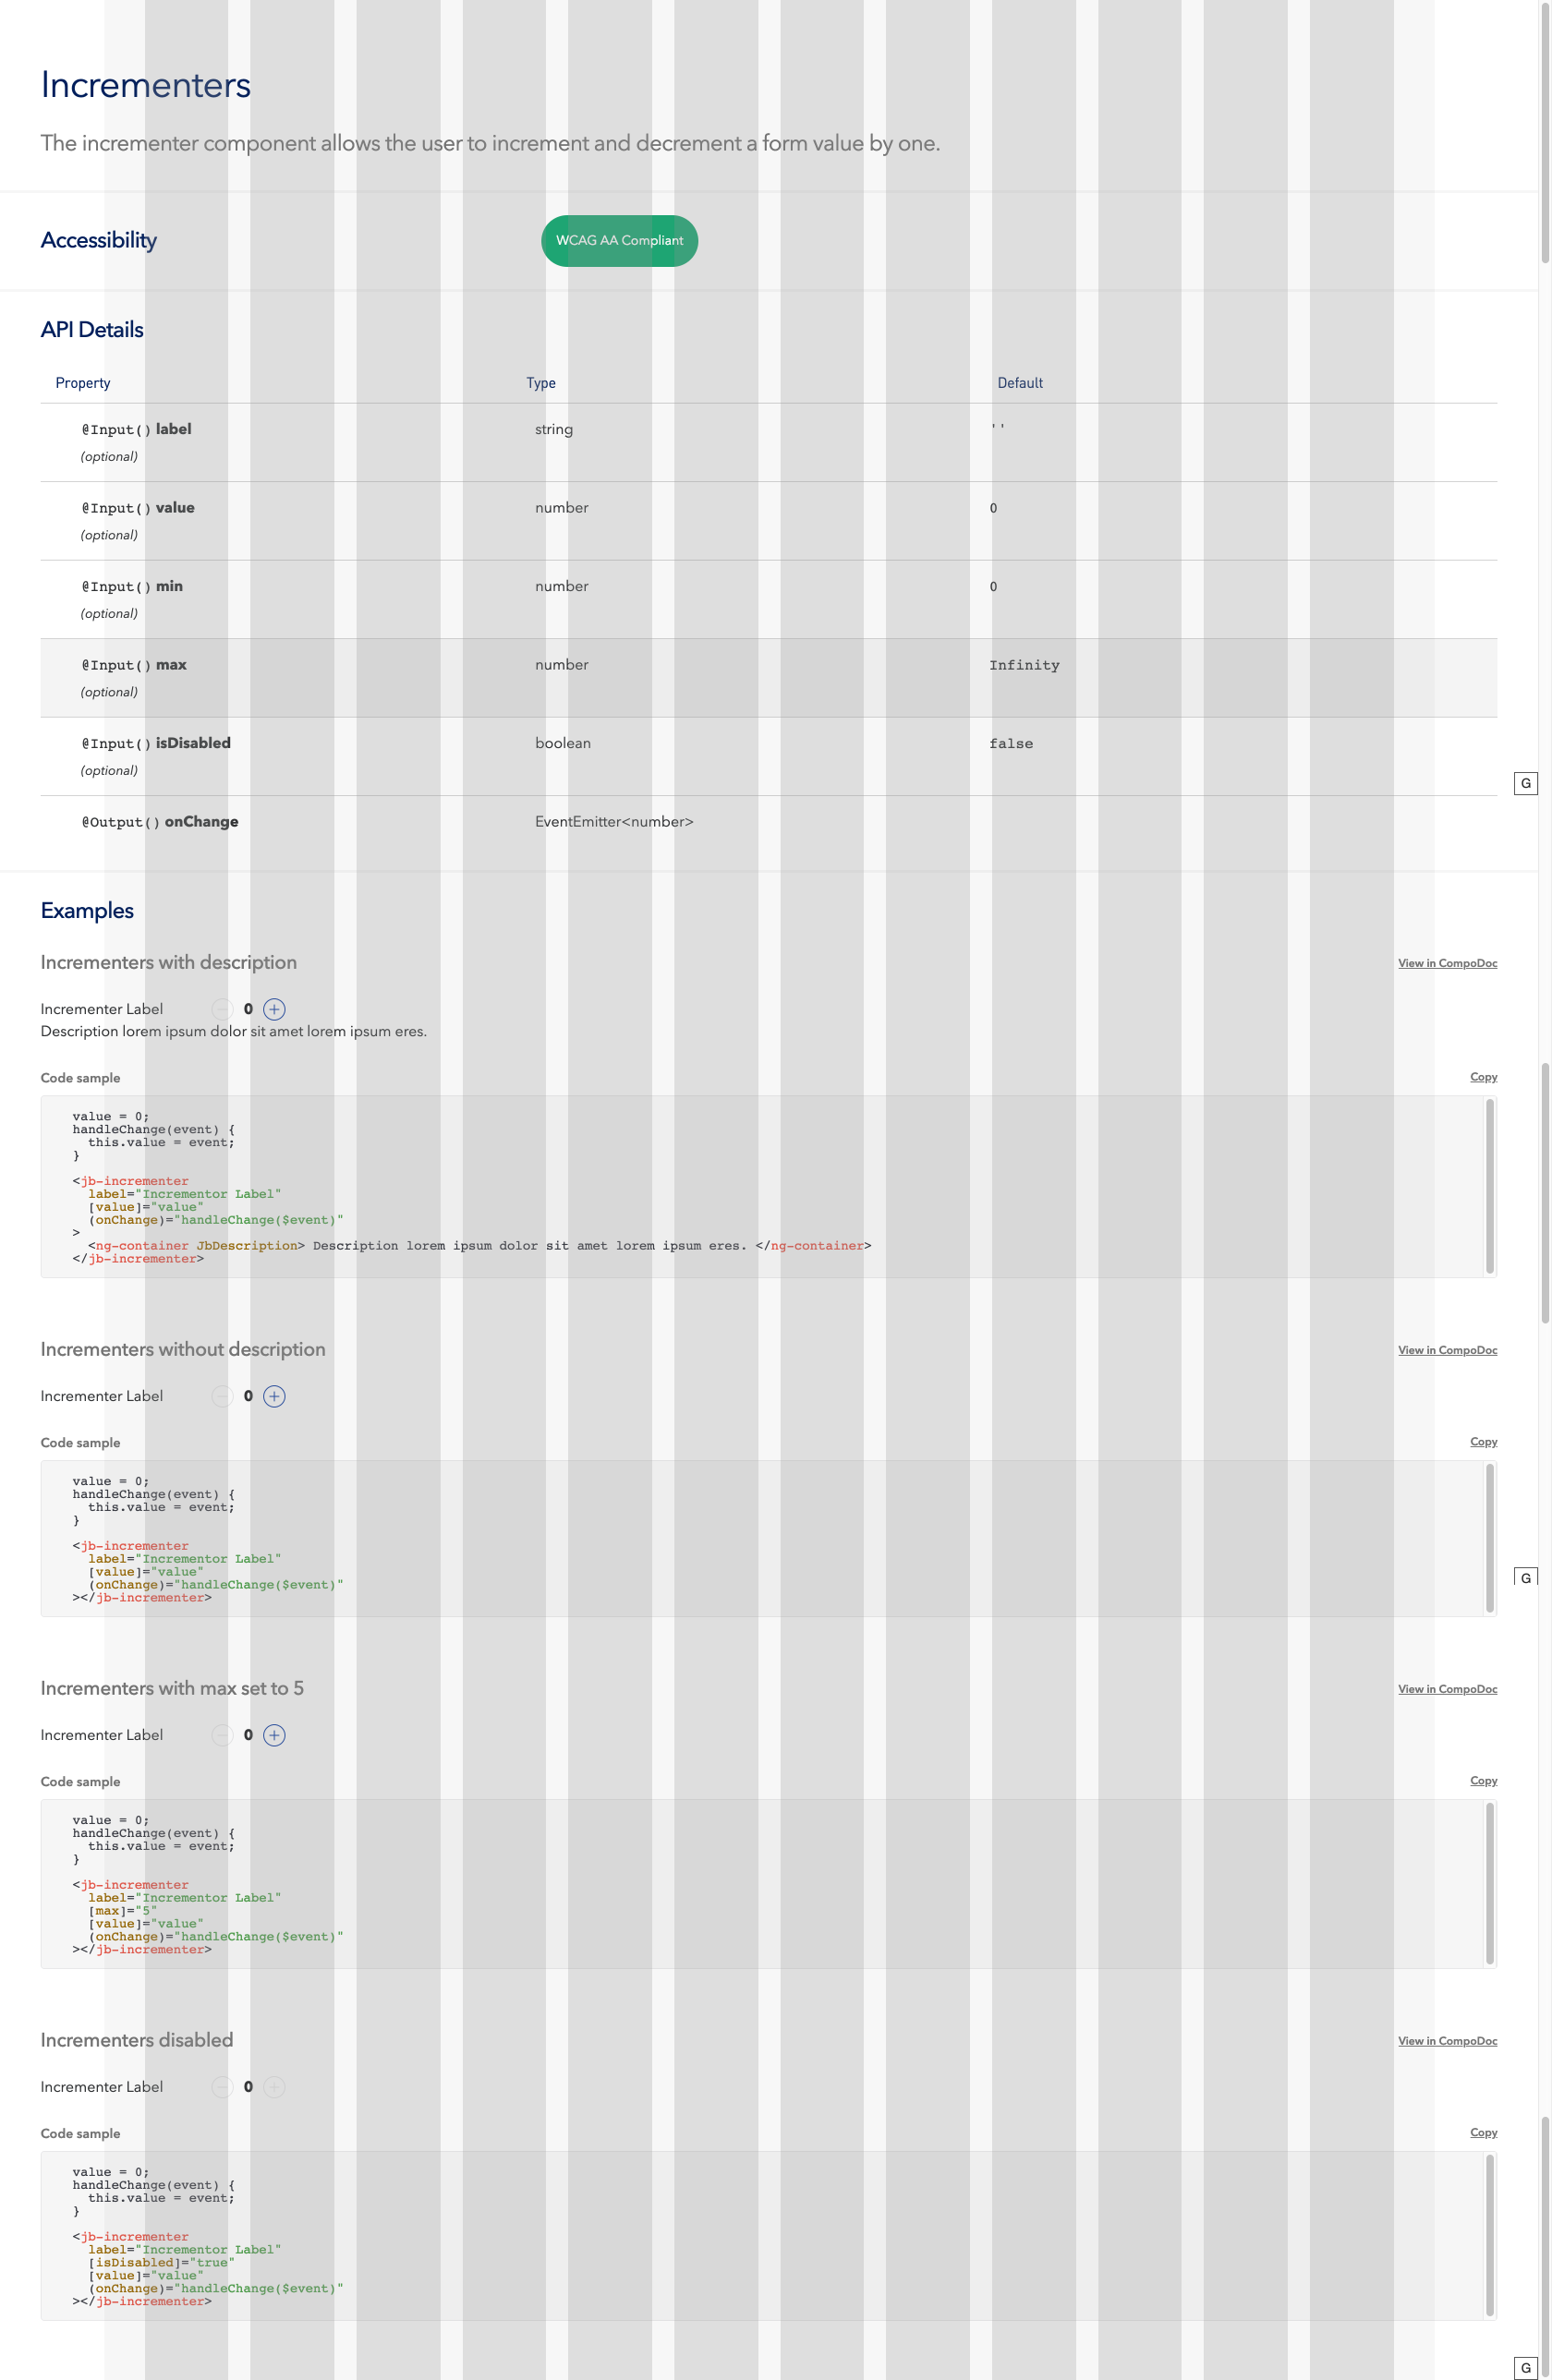 Incrementers
The incrementer component allows the user to increment and decrement a form value by one.
Accessibility
WCAG AA Compliant
API Details
Property Type Default
@Input() label string ''
(optional)
@Input() value number 0
(optional)
@Input() min number 0
(optional)
@Input() max number Infinity
(optional)
@Input() isDisabled boolean false
(optional)
G
@Output() onChange EventEmitter<number>
Examples
Incrementers with description View in CompoDoc
Incrementer Label 0
Description lorem ipsum dolor sit amet lorem ipsum eres.
Code sample Copy
value = 0;
handleChange(event) {
this.value = event;
}
<jb-incrementer
label="Incrementor Label"
[value]="value"
(onChange)="handleChange($event)"
>
<ng-container JbDescription> Description lorem ipsum dolor sit amet lorem ipsum eres. </ng-container>
</jb-incrementer>
Incrementers without description View in CompoDoc
Incrementer Label 0
Code sample Copy
value = 0;
handleChange(event) {
this.value = event;
}
<jb-incrementer
label="Incrementor Label"
[value]="value"
(onChange)="handleChange($event)"
></jb-incrementer>
G
Incrementers with max set to 5 View in CompoDoc
Incrementer Label 0
Code sample Copy
value = 0;
handleChange(event) {
this.value = event;
}
<jb-incrementer
label="Incrementor Label"
[max]="5"
[value]="value"
(onChange)="handleChange($event)"
></jb-incrementer>
Incrementers disabled View in CompoDoc
Incrementer Label 0
Code sample Copy
value = 0;
handleChange(event) {
this.value = event;
}
<jb-incrementer
label="Incrementor Label"
[isDisabled]="true"
[value]="value"
(onChange)="handleChange($event)"
></jb-incrementer>
G